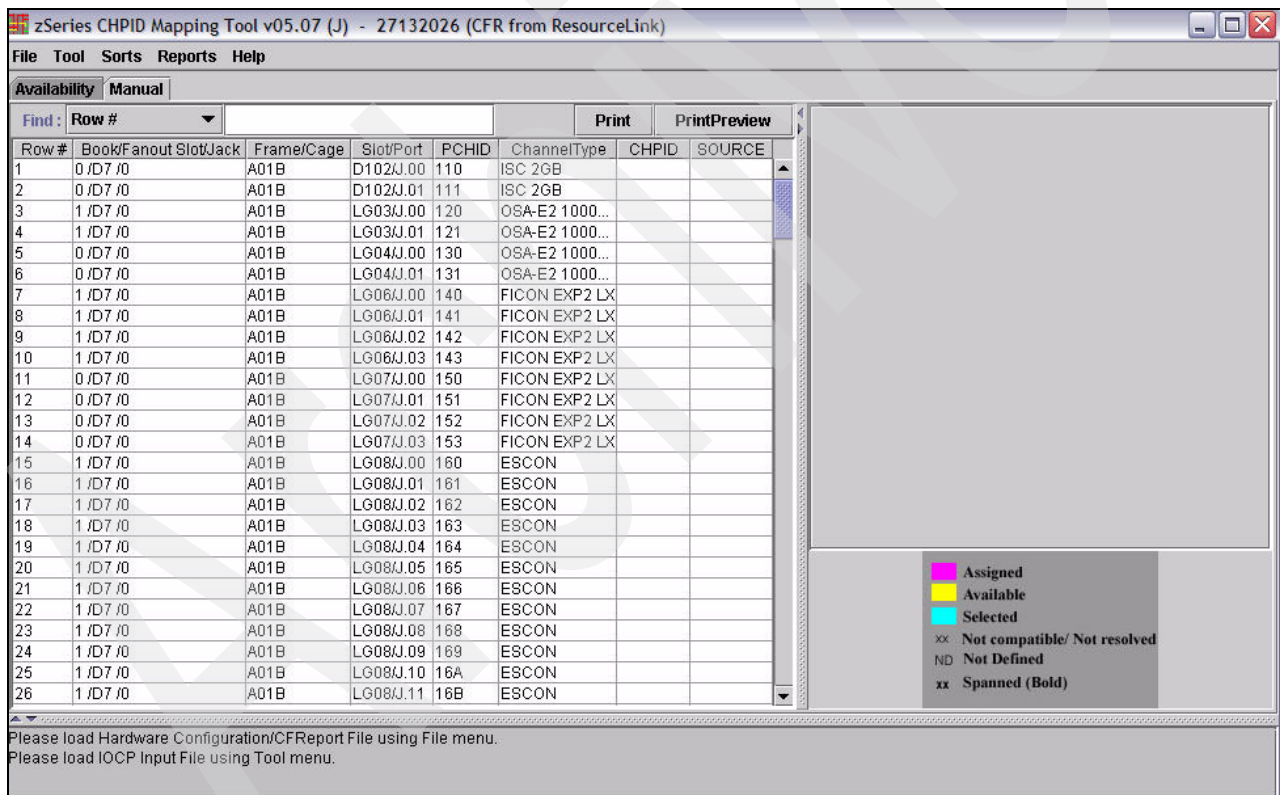 zSeries CHPID Mapping Tool v05.07 (J) - 27132026 (CFR from ResourceLink)
File Tool Sorts Reports Help
Availability Manual
Find : Row # Print PrintPreview
Row # Book/Fanout Slot/Jack Frame/Cage Slot/Port PCHID ChannelType CHPID SOURCE
1 0 /D7 /0 A01B D102/J.00 110 ISC 2GB
2 0 /D7 /0 A01B D102/J.01 111 ISC 2GB
3 1 /D7 /0 A01B LG03/J.00 120 OSA-E2 1000...
4 1 /D7 /0 A01B LG03/J.01 121 OSA-E2 1000...
5 0 /D7 /0 A01B LG04/J.00 130 OSA-E2 1000...
6 0 /D7 /0 A01B LG04/J.01 131 OSA-E2 1000...
7 1 /D7 /0 A01B LG06/J.00 140 FICON EXP2 LX
8 1 /D7 /0 A01B LG06/J.01 141 FICON EXP2 LX
9 1 /D7 /0 A01B LG06/J.02 142 FICON EXP2 LX
10 1 /D7 /0 A01B LG06/J.03 143 FICON EXP2 LX
11 0 /D7 /0 A01B LG07/J.00 150 FICON EXP2 LX
12 0 /D7 /0 A01B LG07/J.01 151 FICON EXP2 LX
13 0 /D7 /0 A01B LG07/J.02 152 FICON EXP2 LX
14 0 /D7 /0 A01B LG07/J.03 153 FICON EXP2 LX
15 1 /D7 /0 A01B LG08/J.00 160 ESCON
16 1 /D7 /0 A01B LG08/J.01 161 ESCON
17 1 /D7 /0 A01B LG08/J.02 162 ESCON
18 1 /D7 /0 A01B LG08/J.03 163 ESCON
19 1 /D7 /0 A01B LG08/J.04 164 ESCON
20 1 /D7 /0 A01B LG08/J.05 165 ESCON
21 1 /D7 /0 A01B LG08/J.06 166 ESCON
22 1 /D7 /0 A01B LG08/J.07 167 ESCON
23 1 /D7 /0 A01B LG08/J.08 168 ESCON
24 1 /D7 /0 A01B LG08/J.09 169 ESCON
25 1 /D7 /0 A01B LG08/J.10 16A ESCON
26 1 /D7 /0 A01B LG08/J.11 16B ESCON
Assigned
Available
Selected
xx Not compatible/ Not resolved
ND Not Defined
xx Spanned (Bold)
Please load Hardware Configuration/CFReport File using File menu.
Please load IOCP Input File using Tool menu.